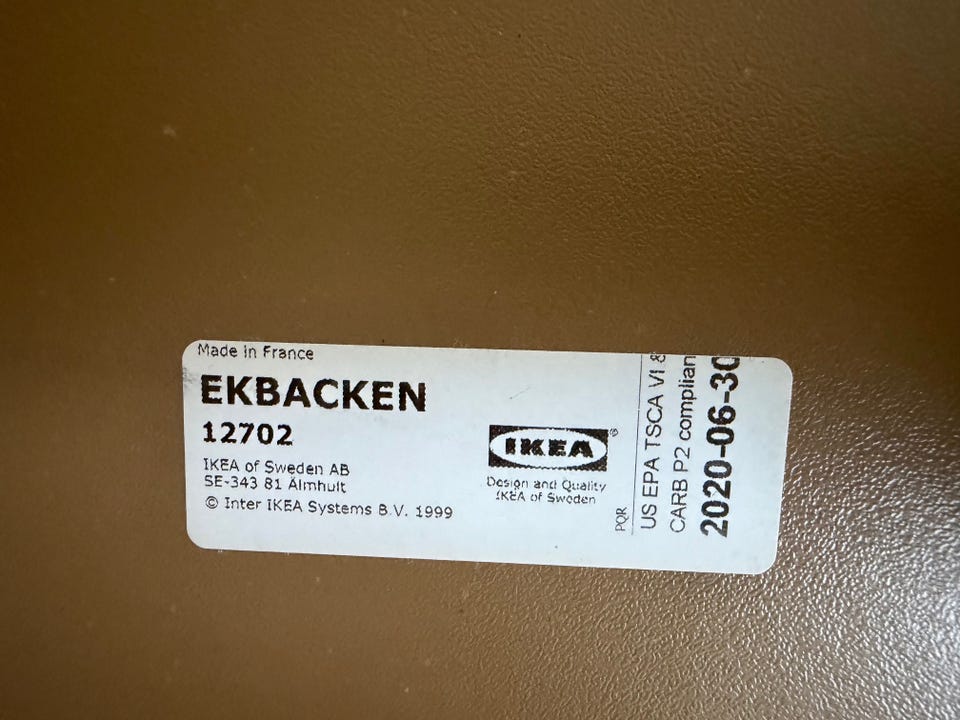 Made in France
EKBACKEN
12702
IKEA of Sweden AB
SE-343 81 Älmhult
© Inter IKEA Systems B.V. 1999
IKEA®
Design and Quality
IKEA of Sweden
PQR
US EPA TSCA VI &
CARB P2 complian
2020-06-30